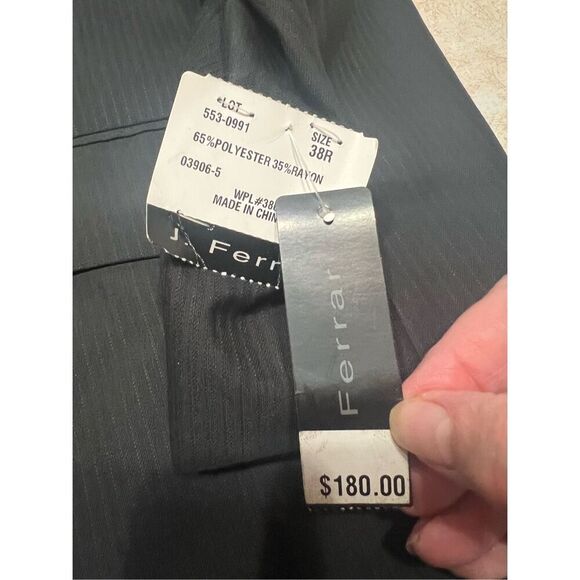 LOT
553-0991
SIZE
38R
65%POLYESTER 35%RAYON
03906-5
WPL#38
MADE IN CHIN
J. Ferr
Ferrar
$180.00